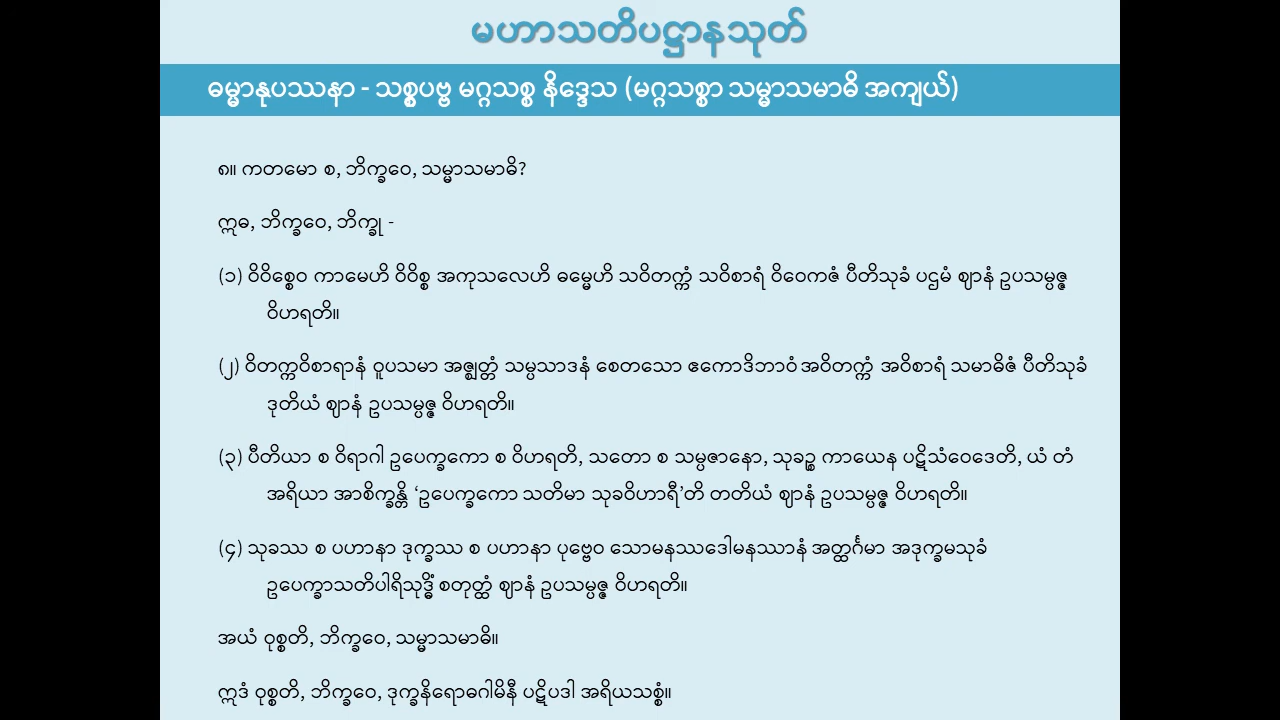 မဟာသတိပဋ္ဌာနသုတ်
ဓမ္မာနုပဿနာ - သစ္စပဗ္ဗ မဂ္ဂသစ္စ နိဒ္ဒေသ (မဂ္ဂသစ္စာ သမ္မာသမာဓိ အကျယ်)
၈။ ကတမော စ, ဘိက္ခဝေ, သမ္မာသမာဓိ?
ဣဓ, ဘိက္ခဝေ, ဘိက္ခု -
(၁) ဝိဝိစ္စေဝ ကာမေဟိ ဝိဝိစ္စ အကုသလေဟိ ဓမ္မေဟိ သဝိတက္ကံ သဝိစာရံ ဝိဝေကဇံ ပီတိသုခံ ပဌမံ ဈာနံ ဥပသမ္ပဇ္ဇ
ဝိဟရတိ။
(၂) ဝိတက္ကဝိစာရာနံ ဝူပသမာ အဇ္ဈတ္တံ သမ္ပသာဒနံ စေတသော ဧကောဒိဘာဝံ အဝိတက္ကံ အဝိစာရံ သမာဓိဇံ ပီတိသုခံ
ဒုတိယံ ဈာနံ ဥပသမ္ပဇ္ဇ ဝိဟရတိ။
(၃) ပီတိယာ စ ဝိရာဂါ ဥပေက္ခကော စ ဝိဟရတိ, သတော စ သမ္ပဇာနော, သုခဉ္စ ကာယေန ပဋိသံဝေဒေတိ, ယံ တံ
အရိယာ အာစိက္ခန္တိ ‘ဥပေက္ခကော သတိမာ သုခဝိဟာရီ’တိ တတိယံ ဈာနံ ဥပသမ္ပဇ္ဇ ဝိဟရတိ။
(၄) သုခဿ စ ပဟာနာ ဒုက္ခဿ စ ပဟာနာ ပုဗ္ဗေဝ သောမနဿဒေါမနဿာနံ အတ္ထင်္ဂမာ အဒုက္ခမသုခံ
ဥပေက္ခာသတိပါရိသုဒ္ဓိံ စတုတ္ထံ ဈာနံ ဥပသမ္ပဇ္ဇ ဝိဟရတိ။
အယံ ဝုစ္စတိ, ဘိက္ခဝေ, သမ္မာသမာဓိ။
ဣဒံ ဝုစ္စတိ, ဘိက္ခဝေ, ဒုက္ခနိရောဓဂါမိနီ ပဋိပဒါ အရိယသစ္စံ။